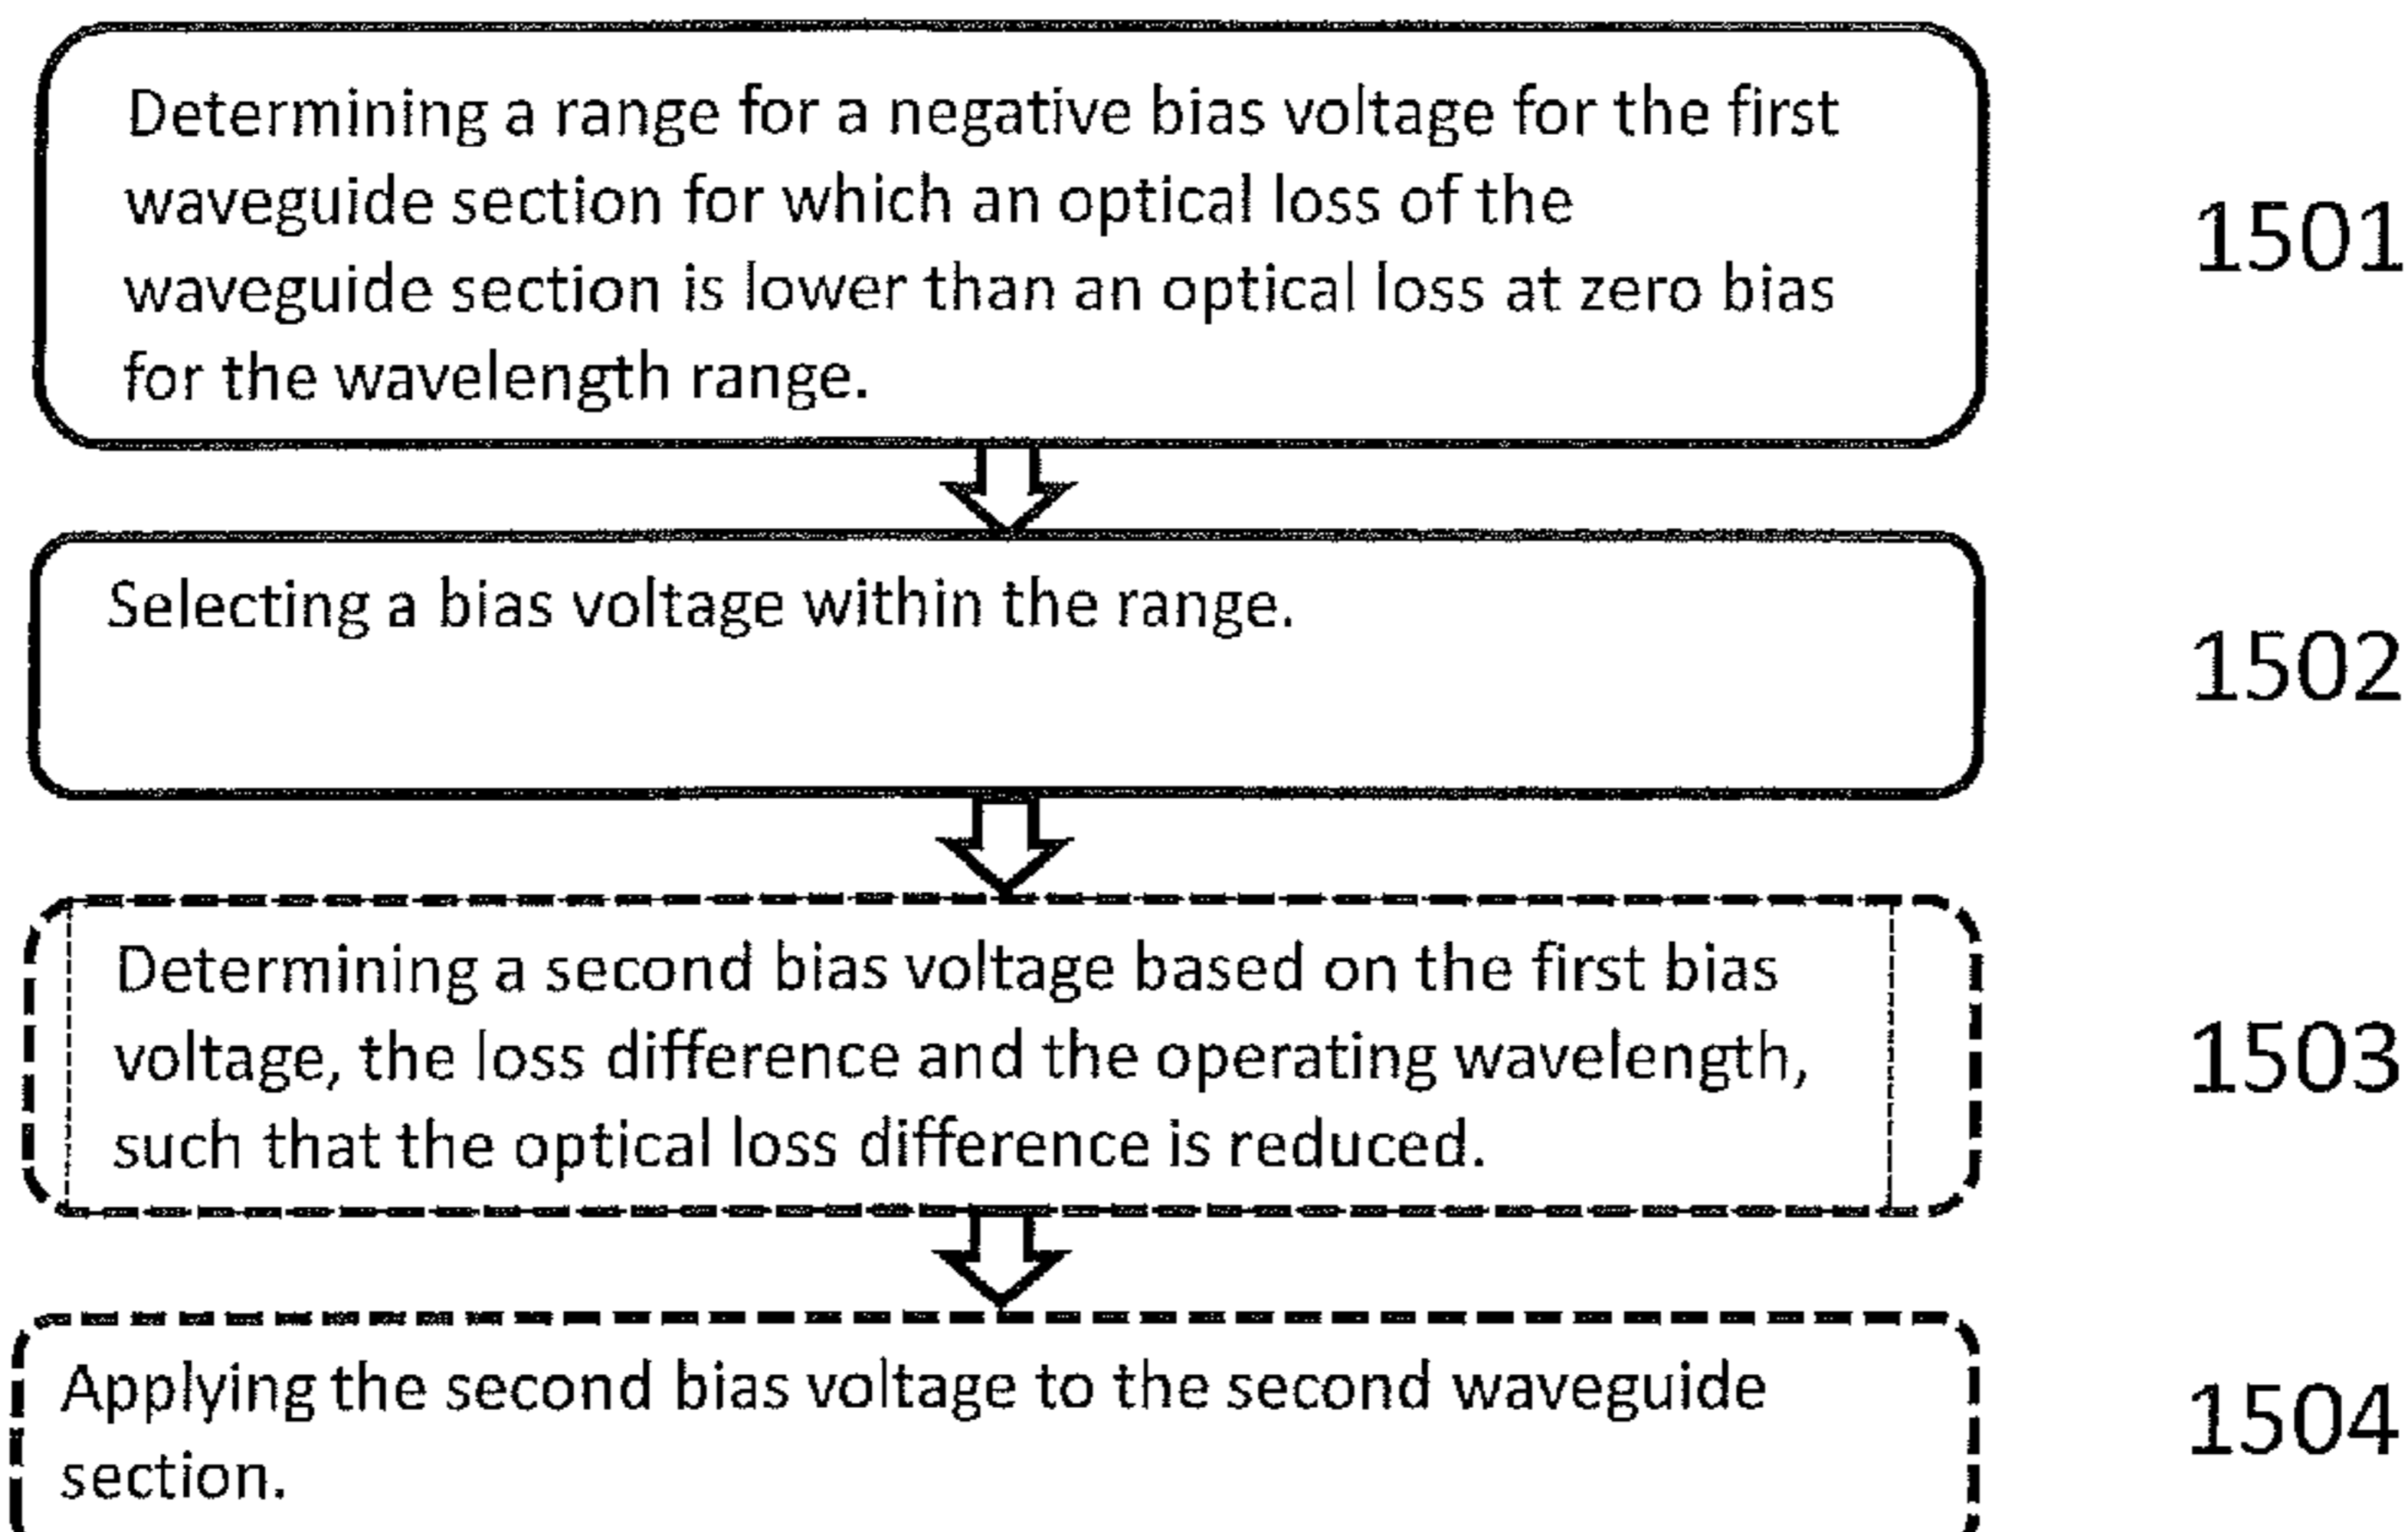 Determining a range for a negative bias voltage for the first
waveguide section for which an optical loss of the
waveguide section is lower than an optical loss at zero bias
for the wavelength range.
1501
Selecting a bias voltage within the range.
1502
Determining a second bias voltage based on the first bias
voltage, the loss difference and the operating wavelength,
such that the optical loss difference is reduced.
1503
Applying the second bias voltage to the second waveguide
section.
1504